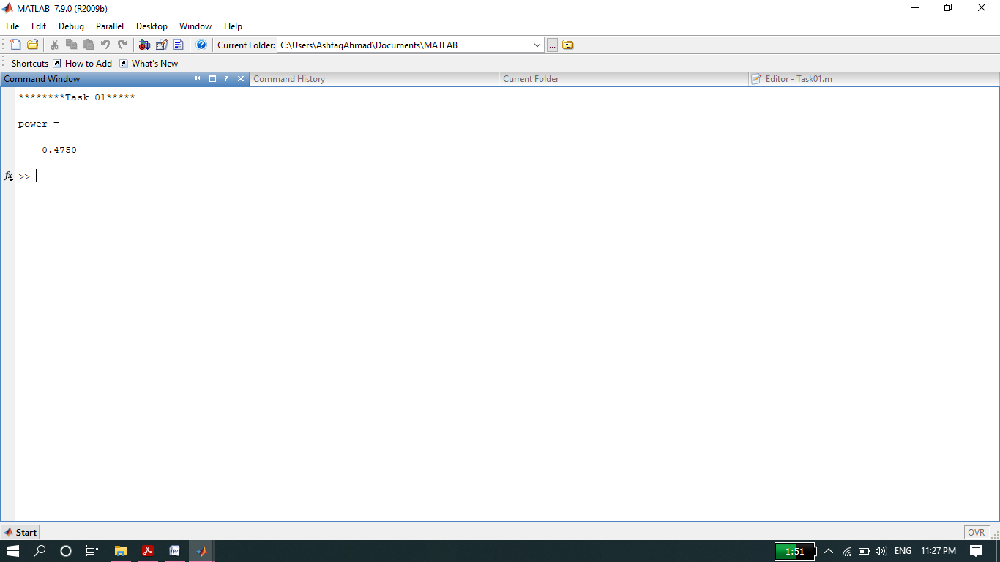 MATLAB 7.9.0 (R2009b)
File Edit Debug Parallel Desktop Window Help
Current Folder: C:\Users\AshfaqAhmad\Documents\MATLAB ...
Shortcuts How to Add What's New
Command Window Command History Current Folder Editor - Task01.m
********Task 01*****
power =
0.4750
fx >>
Start OVR
1:51 ENG 11:27 PM